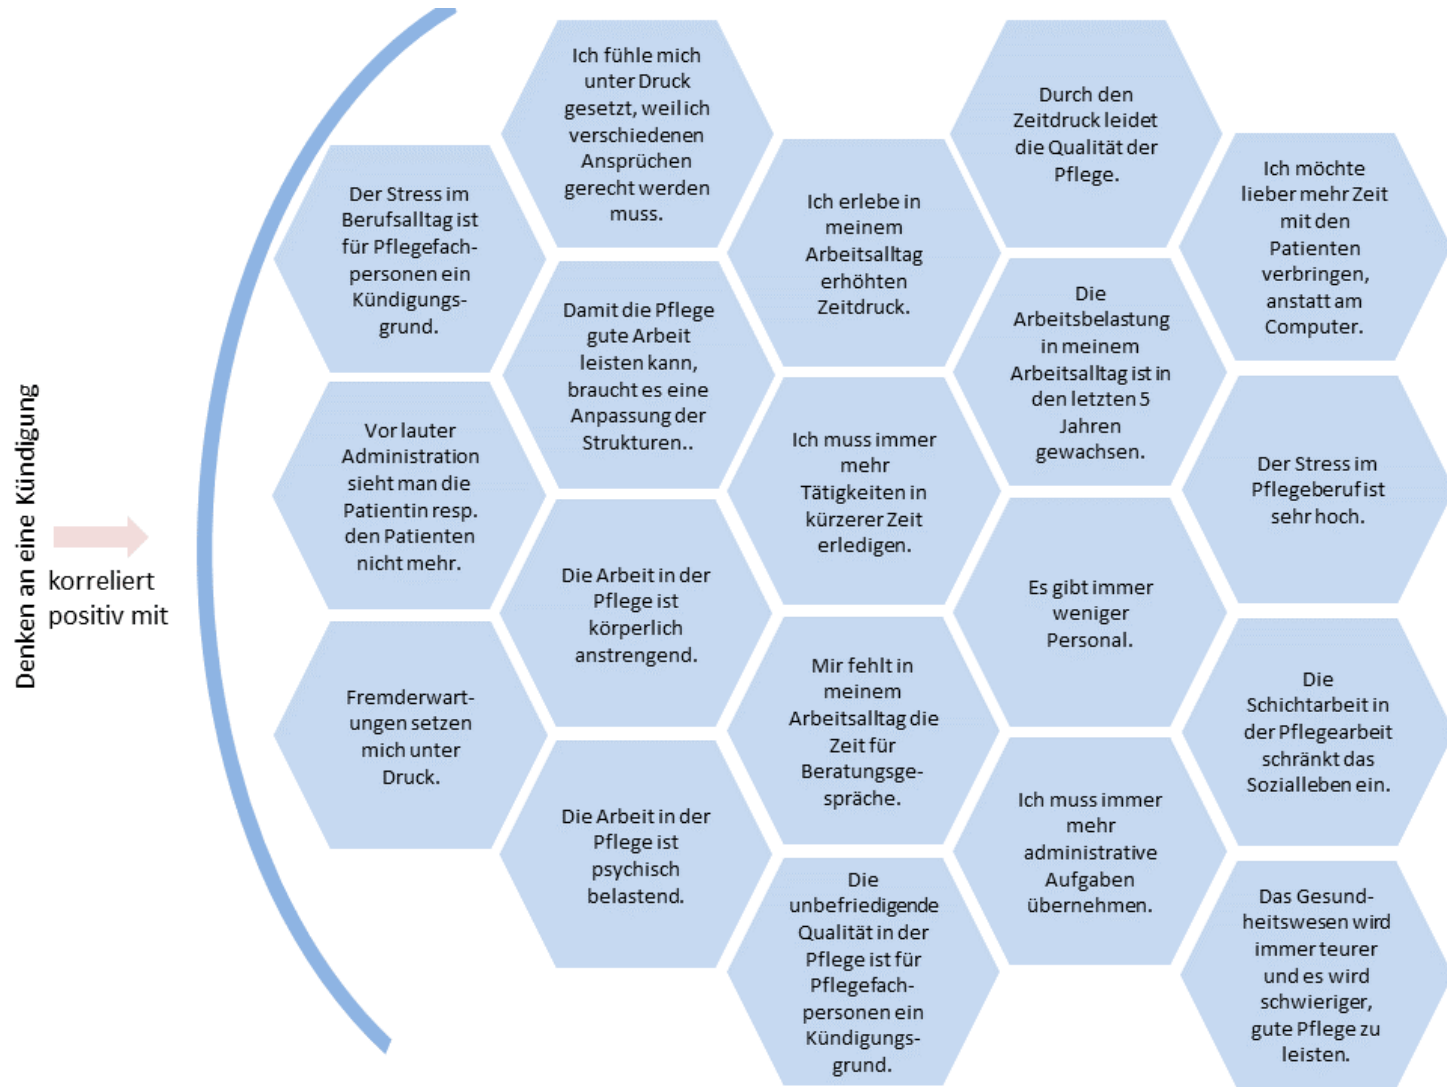 Denken an eine Kündigung
korreliert
positiv mit
Der Stress im
Berufsalltag ist
für Pflegefach-
personen ein
Kündigungs-
grund.
Vor lauter
Administration
sieht man die
Patientin resp.
den Patienten
nicht mehr.
Fremderwart-
ungen setzen
mich unter
Druck.
Ich fühle mich
unter Druck
gesetzt, weil ich
verschiedenen
Ansprüchen
gerecht werden
muss.
Damit die Pflege
gute Arbeit
leisten kann,
braucht es eine
Anpassung der
Strukturen..
Die Arbeit in der
Pflege ist
körperlich
anstrengend.
Die Arbeit in der
Pflege ist
psychisch
belastend.
Ich erlebe in
meinem
Arbeitsalltag
erhöhten
Zeitdruck.
Ich muss immer
mehr
Tätigkeiten in
kürzerer Zeit
erledigen.
Mir fehlt in
meinem
Arbeitsalltag die
Zeit für
Beratungsge-
spräche.
Die
unbefriedigende
Qualität in der
Pflege ist für
Pflegefach-
personen ein
Kündigungs-
grund.
Durch den
Zeitdruck leidet
die Qualität der
Pflege.
Die
Arbeitsbelastung
in meinem
Arbeitsalltag ist in
den letzten 5
Jahren
gewachsen.
Es gibt immer
weniger
Personal.
Ich muss immer
mehr
administrative
Aufgaben
übernehmen.
Ich möchte
lieber mehr Zeit
mit den
Patienten
verbringen,
anstatt am
Computer.
Der Stress im
Pflegeberuf ist
sehr hoch.
Die
Schichtarbeit in
der Pflegearbeit
schränkt das
Sozialleben ein.
Das Gesund-
heitswesen wird
immer teurer
und es wird
schwieriger,
gute Pflege zu
leisten.